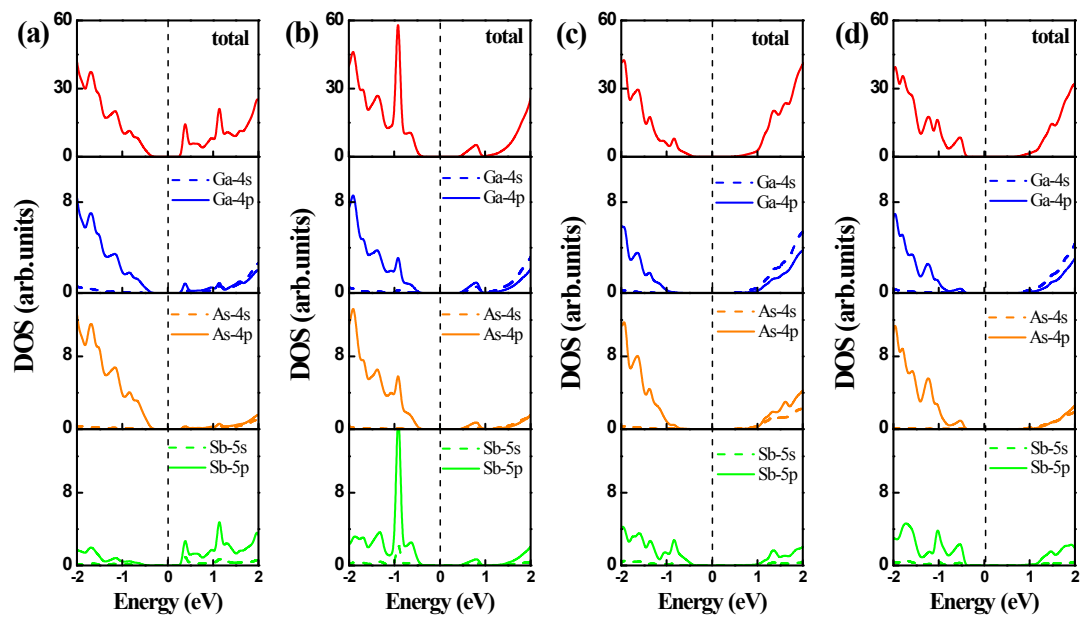 (a)
total
60
30
0
Ga-4s
Ga-4p
8
0
As-4s
As-4p
8
0
Sb-5s
Sb-5p
8
0
-2 -1 0 1 2
Energy (eV)
DOS (arb.units)
(b)
total
60
30
0
Ga-4s
Ga-4p
8
0
As-4s
As-4p
8
0
Sb-5s
Sb-5p
8
0
-2 -1 0 1 2
Energy (eV)
DOS (arb.units)
(c)
total
60
30
0
Ga-4s
Ga-4p
8
0
As-4s
As-4p
8
0
Sb-5s
Sb-5p
8
0
-2 -1 0 1 2
Energy (eV)
DOS (arb.units)
(d)
total
60
30
0
Ga-4s
Ga-4p
8
0
As-4s
As-4p
8
0
Sb-5s
Sb-5p
8
0
-2 -1 0 1 2
Energy (eV)
DOS (arb.units)